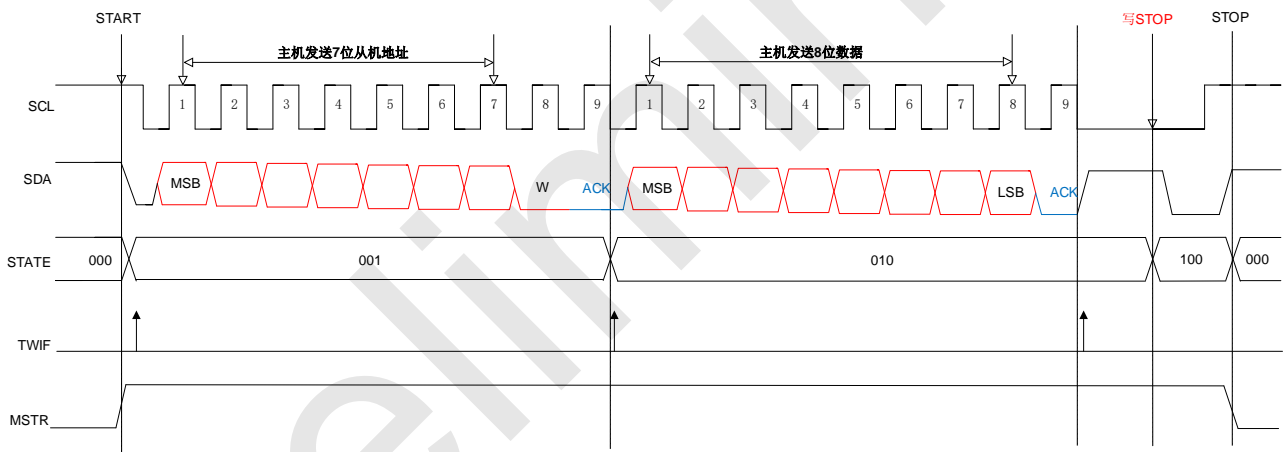 START 写STOP STOP
主机发送7位从机地址 主机发送8位数据
SCL 1 2 3 4 5 6 7 8 9 1 2 3 4 5 6 7 8 9
SDA MSB W ACK MSB LSB ACK
STATE 000 001 010 100 000
TWIF
MSTR
elimin